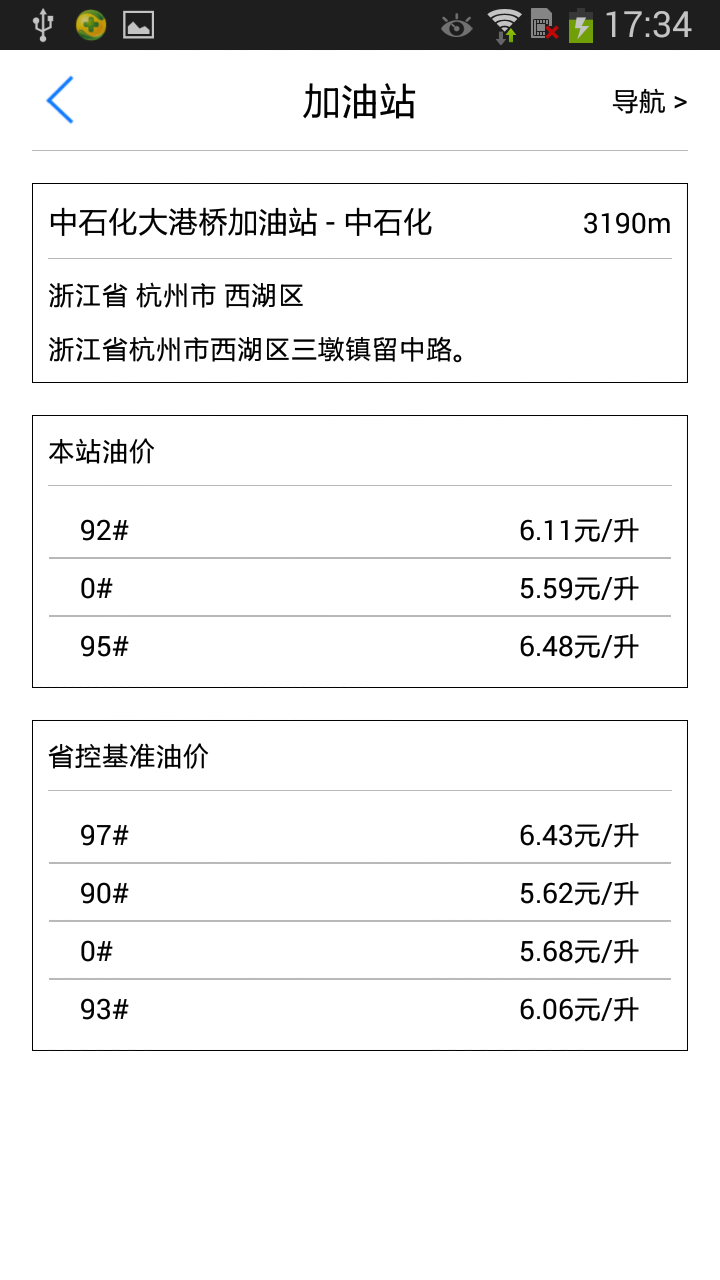 17:34
加油站 导航 >
中石化大港桥加油站 - 中石化 3190m
浙江省 杭州市 西湖区
浙江省杭州市西湖区三墩镇留中路。
本站油价
92# 6.11元/升
0# 5.59元/升
95# 6.48元/升
省控基准油价
97# 6.43元/升
90# 5.62元/升
0# 5.68元/升
93# 6.06元/升